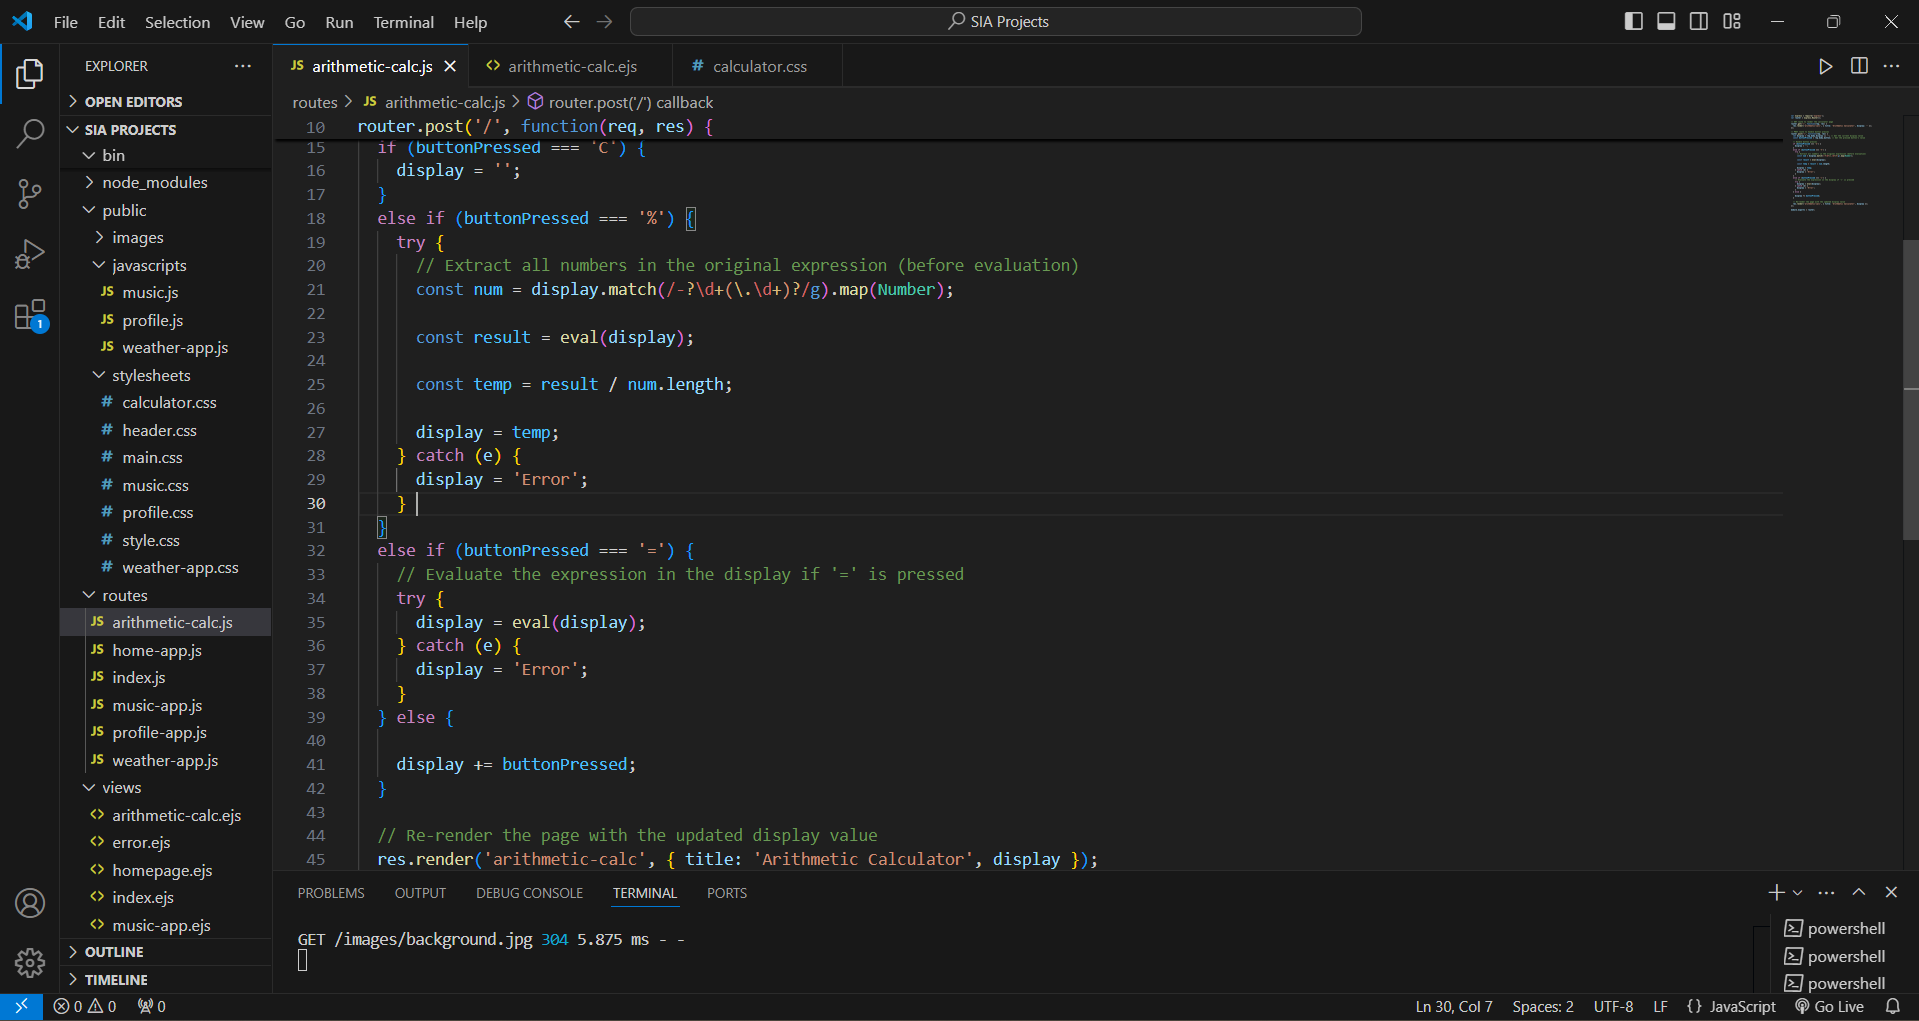 File Edit Selection View Go Run Terminal Help
SIA Projects
EXPLORER
OPEN EDITORS
SIA PROJECTS
bin
node_modules
public
images
javascripts
JS music.js
JS profile.js
JS weather-app.js
stylesheets
# calculator.css
# header.css
# main.css
# music.css
# profile.css
# style.css
# weather-app.css
routes
JS arithmetic-calc.js
JS home-app.js
JS index.js
JS music-app.js
JS profile-app.js
JS weather-app.js
views
<> arithmetic-calc.ejs
<> error.ejs
<> homepage.ejs
<> index.ejs
<> music-app.ejs
OUTLINE
TIMELINE
1
JS arithmetic-calc.js
<> arithmetic-calc.ejs
# calculator.css
routes > JS arithmetic-calc.js > router.post('/') callback
10 router.post('/', function(req, res) {
15 if (buttonPressed === 'C') {
16 display = '';
17 }
18 else if (buttonPressed === '%') {
19 try {
20 // Extract all numbers in the original expression (before evaluation)
21 const num = display.match(/-?\d+(\.\d+)?/g).map(Number);
22
23 const result = eval(display);
24
25 const temp = result / num.length;
26
27 display = temp;
28 } catch (e) {
29 display = 'Error';
30 }
31 }
32 else if (buttonPressed === '=') {
33 // Evaluate the expression in the display if '=' is pressed
34 try {
35 display = eval(display);
36 } catch (e) {
37 display = 'Error';
38 }
39 } else {
40
41 display += buttonPressed;
42 }
43
44 // Re-render the page with the updated display value
45 res.render('arithmetic-calc', { title: 'Arithmetic Calculator', display });
PROBLEMS OUTPUT DEBUG CONSOLE TERMINAL PORTS
GET /images/background.jpg 304 5.875 ms - -
powershell
powershell
powershell
0 0 0
Ln 30, Col 7 Spaces: 2 UTF-8 LF {} JavaScript Go Live